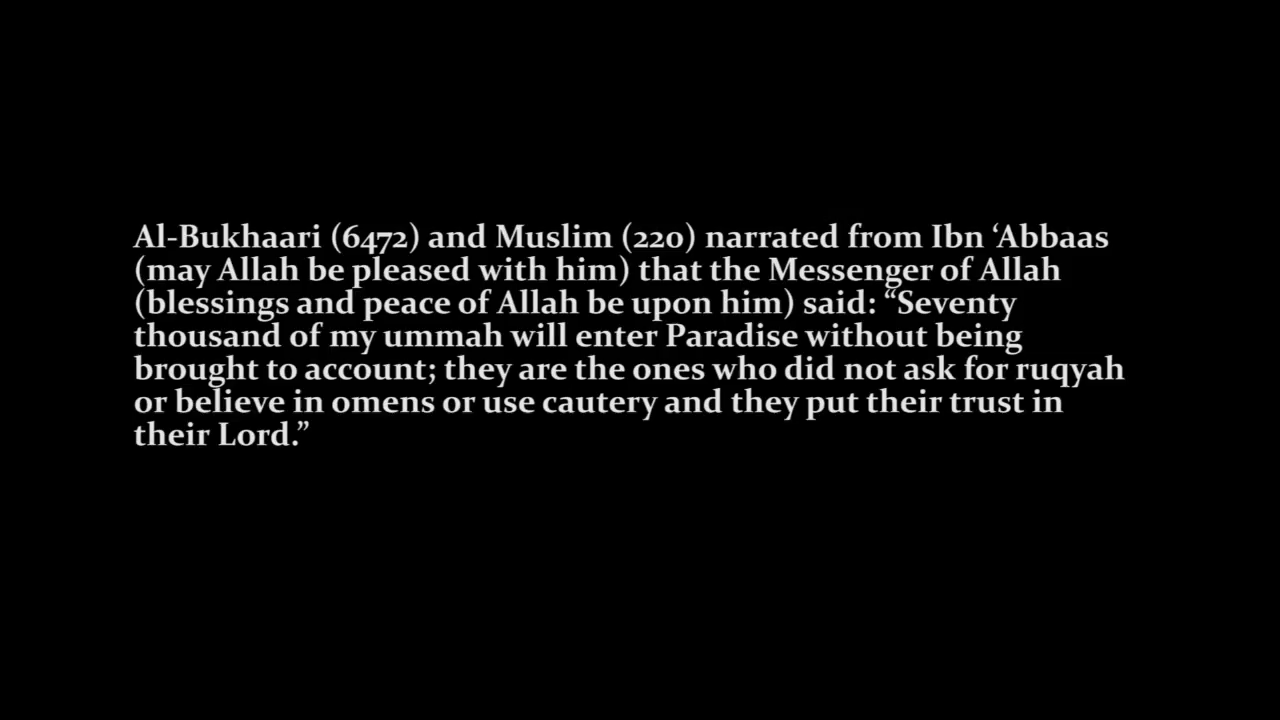 Al-Bukhaari (6472) and Muslim (220) narrated from Ibn ‘Abbaas
(may Allah be pleased with him) that the Messenger of Allah
(blessings and peace of Allah be upon him) said: “Seventy
thousand of my ummah will enter Paradise without being
brought to account; they are the ones who did not ask for ruqyah
or believe in omens or use cautery and they put their trust in
their Lord.”